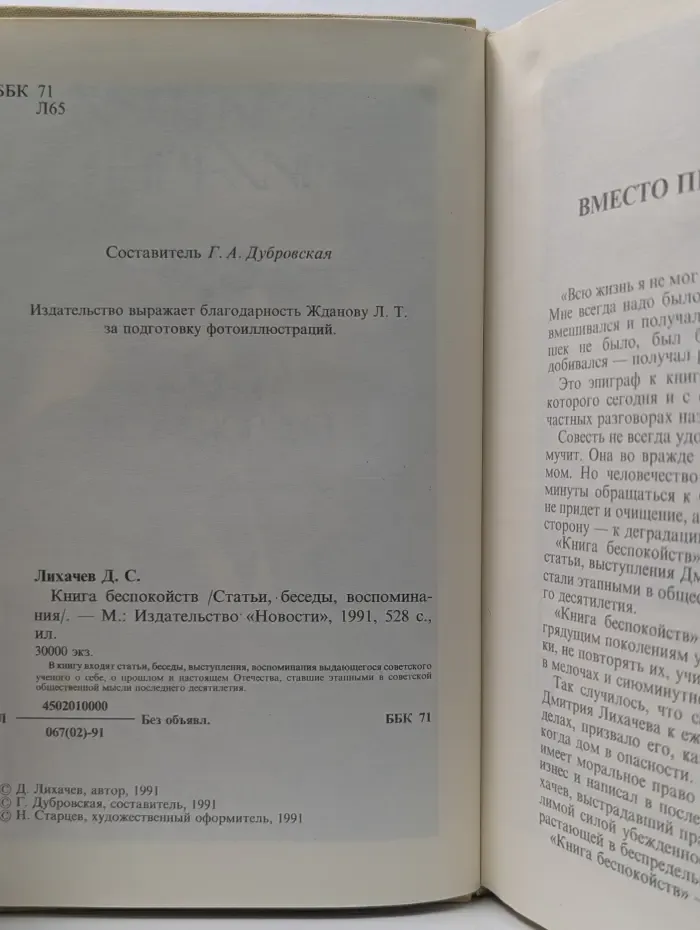 ББК 71
Л65
Составитель Г. А. Дубровская
Издательство выражает благодарность Жданову Л. Т.
за подготовку фотоиллюстраций.
Лихачев Д. С.
Книга беспокойств /Статьи, беседы, воспомина-
ния/. — М.: Издательство «Новости», 1991, 528 с.,
ил.
30000 экз.
В книгу входят статьи, беседы, выступления, воспоминания выдающегося советского
ученого о себе, о прошлом и настоящем Отечества, ставшие этапными в советской
общественной мысли последнего десятилетия.
4502010000
Л ——— Без объявл. ББК 71
067(02)-91
© Д. Лихачев, автор, 1991
© Г. Дубровская, составитель, 1991
© Н. Старцев, художественный оформитель, 1991
ВМЕСТО
«Всю жизнь я не мог
Мне всегда надо было
вмешивался и получал
шек не было, был
добивался — получал
Это эпиграф к книг
которого сегодня и с
частных разговорах наз
Совесть не всегда удо
мучит. Она во вражде
мом. Но человечество
минуты обращаться к
не придет и очищение, а
сторону — к деградаци
«Книга беспокойств»
статьи, выступления Дм
стали этапными в общес
го десятилетия.
«Книга беспокойств»
грядущим поколениям у
ки, не повторять их, учи
в мелочах и сиюминутно
Так случилось, что с
Дмитрия Лихачева к еж
делах, призвало его, ка
когда дом в опасности.
имеет моральное право
изнес и написал в после
хачев, выстрадавший пра
лимой силой убежденно
растающей в беспредель
«Книга беспокойств» —